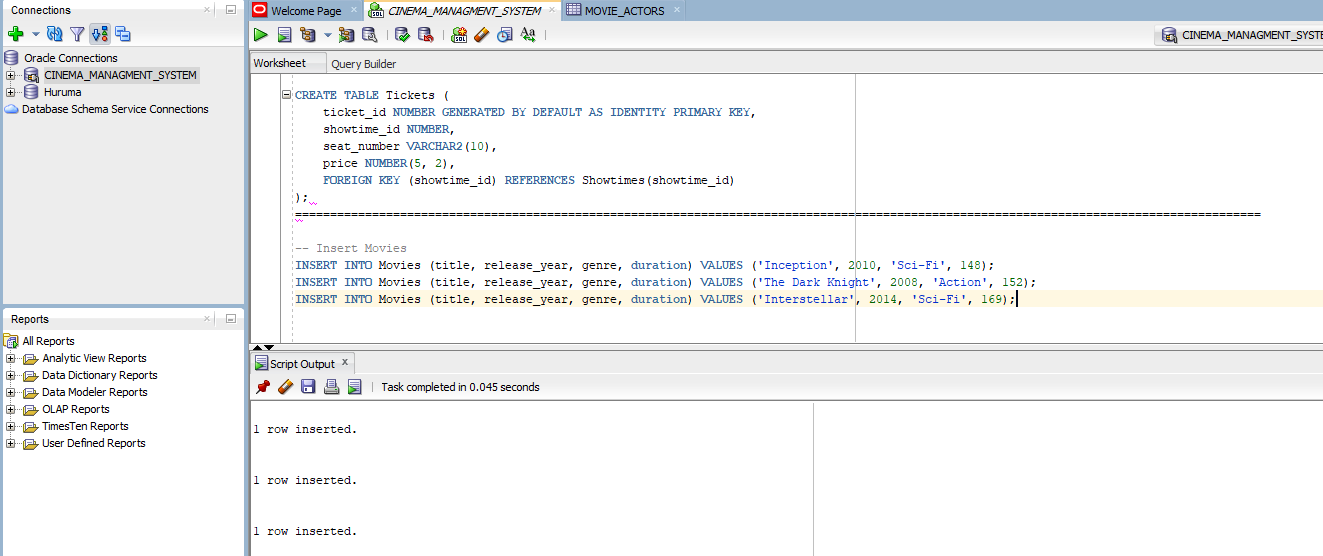 Connections
Oracle Connections
CINEMA_MANAGMENT_SYSTEM
Huruma
Database Schema Service Connections
Reports
All Reports
Analytic View Reports
Data Dictionary Reports
Data Modeler Reports
OLAP Reports
TimesTen Reports
User Defined Reports
Welcome Page
CINEMA_MANAGMENT_SYSTEM
MOVIE_ACTORS
Aa
CINEMA_MANAGMENT_SYSTE
Worksheet
Query Builder
CREATE TABLE Tickets (
ticket_id NUMBER GENERATED BY DEFAULT AS IDENTITY PRIMARY KEY,
showtime_id NUMBER,
seat_number VARCHAR2(10),
price NUMBER(5, 2),
FOREIGN KEY (showtime_id) REFERENCES Showtimes(showtime_id)
);
-- Insert Movies
INSERT INTO Movies (title, release_year, genre, duration) VALUES ('Inception', 2010, 'Sci-Fi', 148);
INSERT INTO Movies (title, release_year, genre, duration) VALUES ('The Dark Knight', 2008, 'Action', 152);
INSERT INTO Movies (title, release_year, genre, duration) VALUES ('Interstellar', 2014, 'Sci-Fi', 169);
Script Output
Task completed in 0.045 seconds
1 row inserted.
1 row inserted.
1 row inserted.